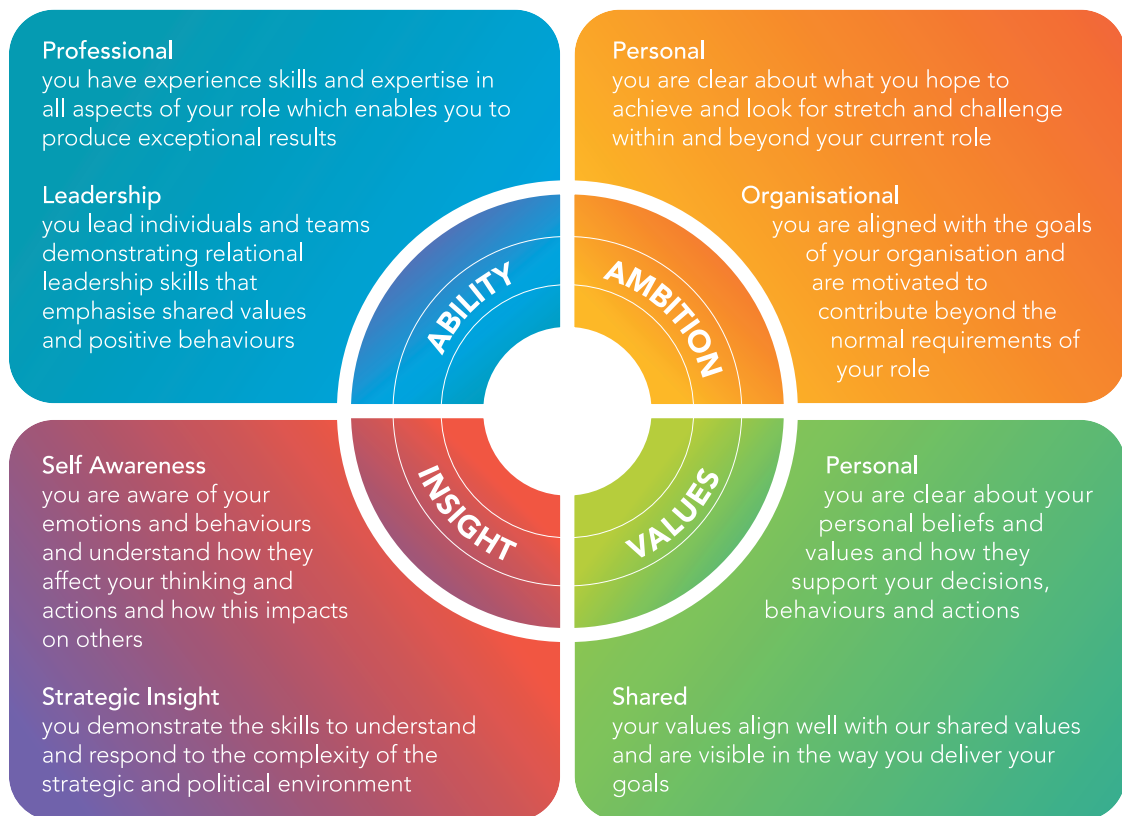 Professional
you have experience skills and expertise in
all aspects of your role which enables you to
produce exceptional results
Leadership
you lead individuals and teams
demonstrating relational
leadership skills that
emphasise shared values
and positive behaviours
Personal
you are clear about what you hope to
achieve and look for stretch and challenge
within and beyond your current role
Organisational
you are aligned with the goals
of your organisation and
are motivated to
contribute beyond the
normal requirements of
your role
ABILITY
AMBITION
INSIGHT
VALUES
Self Awareness
you are aware of your
emotions and behaviours
and understand how they
affect your thinking and
actions and how this impacts
on others
Strategic Insight
you demonstrate the skills to understand
and respond to the complexity of the
strategic and political environment
Personal
you are clear about your
personal beliefs and
values and how they
support your decisions,
behaviours and actions
Shared
your values align well with our shared values
and are visible in the way you deliver your
goals